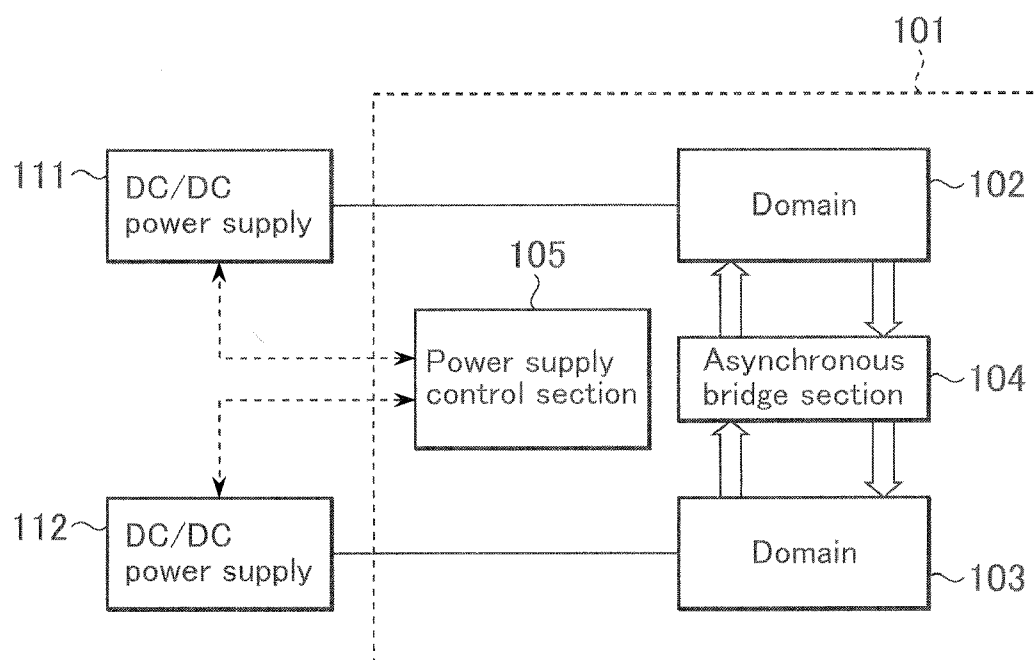 101
111
DC/DC
power supply
Domain
102
105
Power supply
control section
Asynchronous
bridge section
104
112
DC/DC
power supply
Domain
103